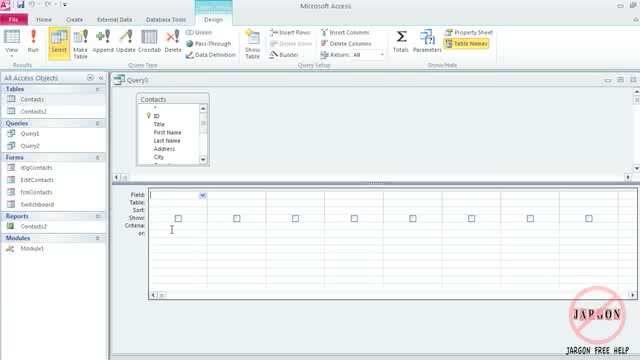 Microsoft Access
File Home Create External Data Database Tools Design
View Run Select Make Table Append Update Crosstab Delete
Union
Pass-Through
Data Definition
Show Table
Insert Rows
Delete Rows
Builder
Insert Columns
Delete Columns
Return: All
Totals Parameters
Property Sheet
Table Names
Results Query Type Query Setup Show/Hide
All Access Objects
Tables
Contacts
Contacts2
Queries
Query1
Query2
Forms
dlgContacts
EditContacts
frmContacts
Switchboard
Reports
Contacts2
Modules
Module1
Query3
Contacts
*
ID
Title
First Name
Last Name
Address
City
Field:
Table:
Sort:
Show:
Criteria:
or:
JARGON
JARGON FREE HELP